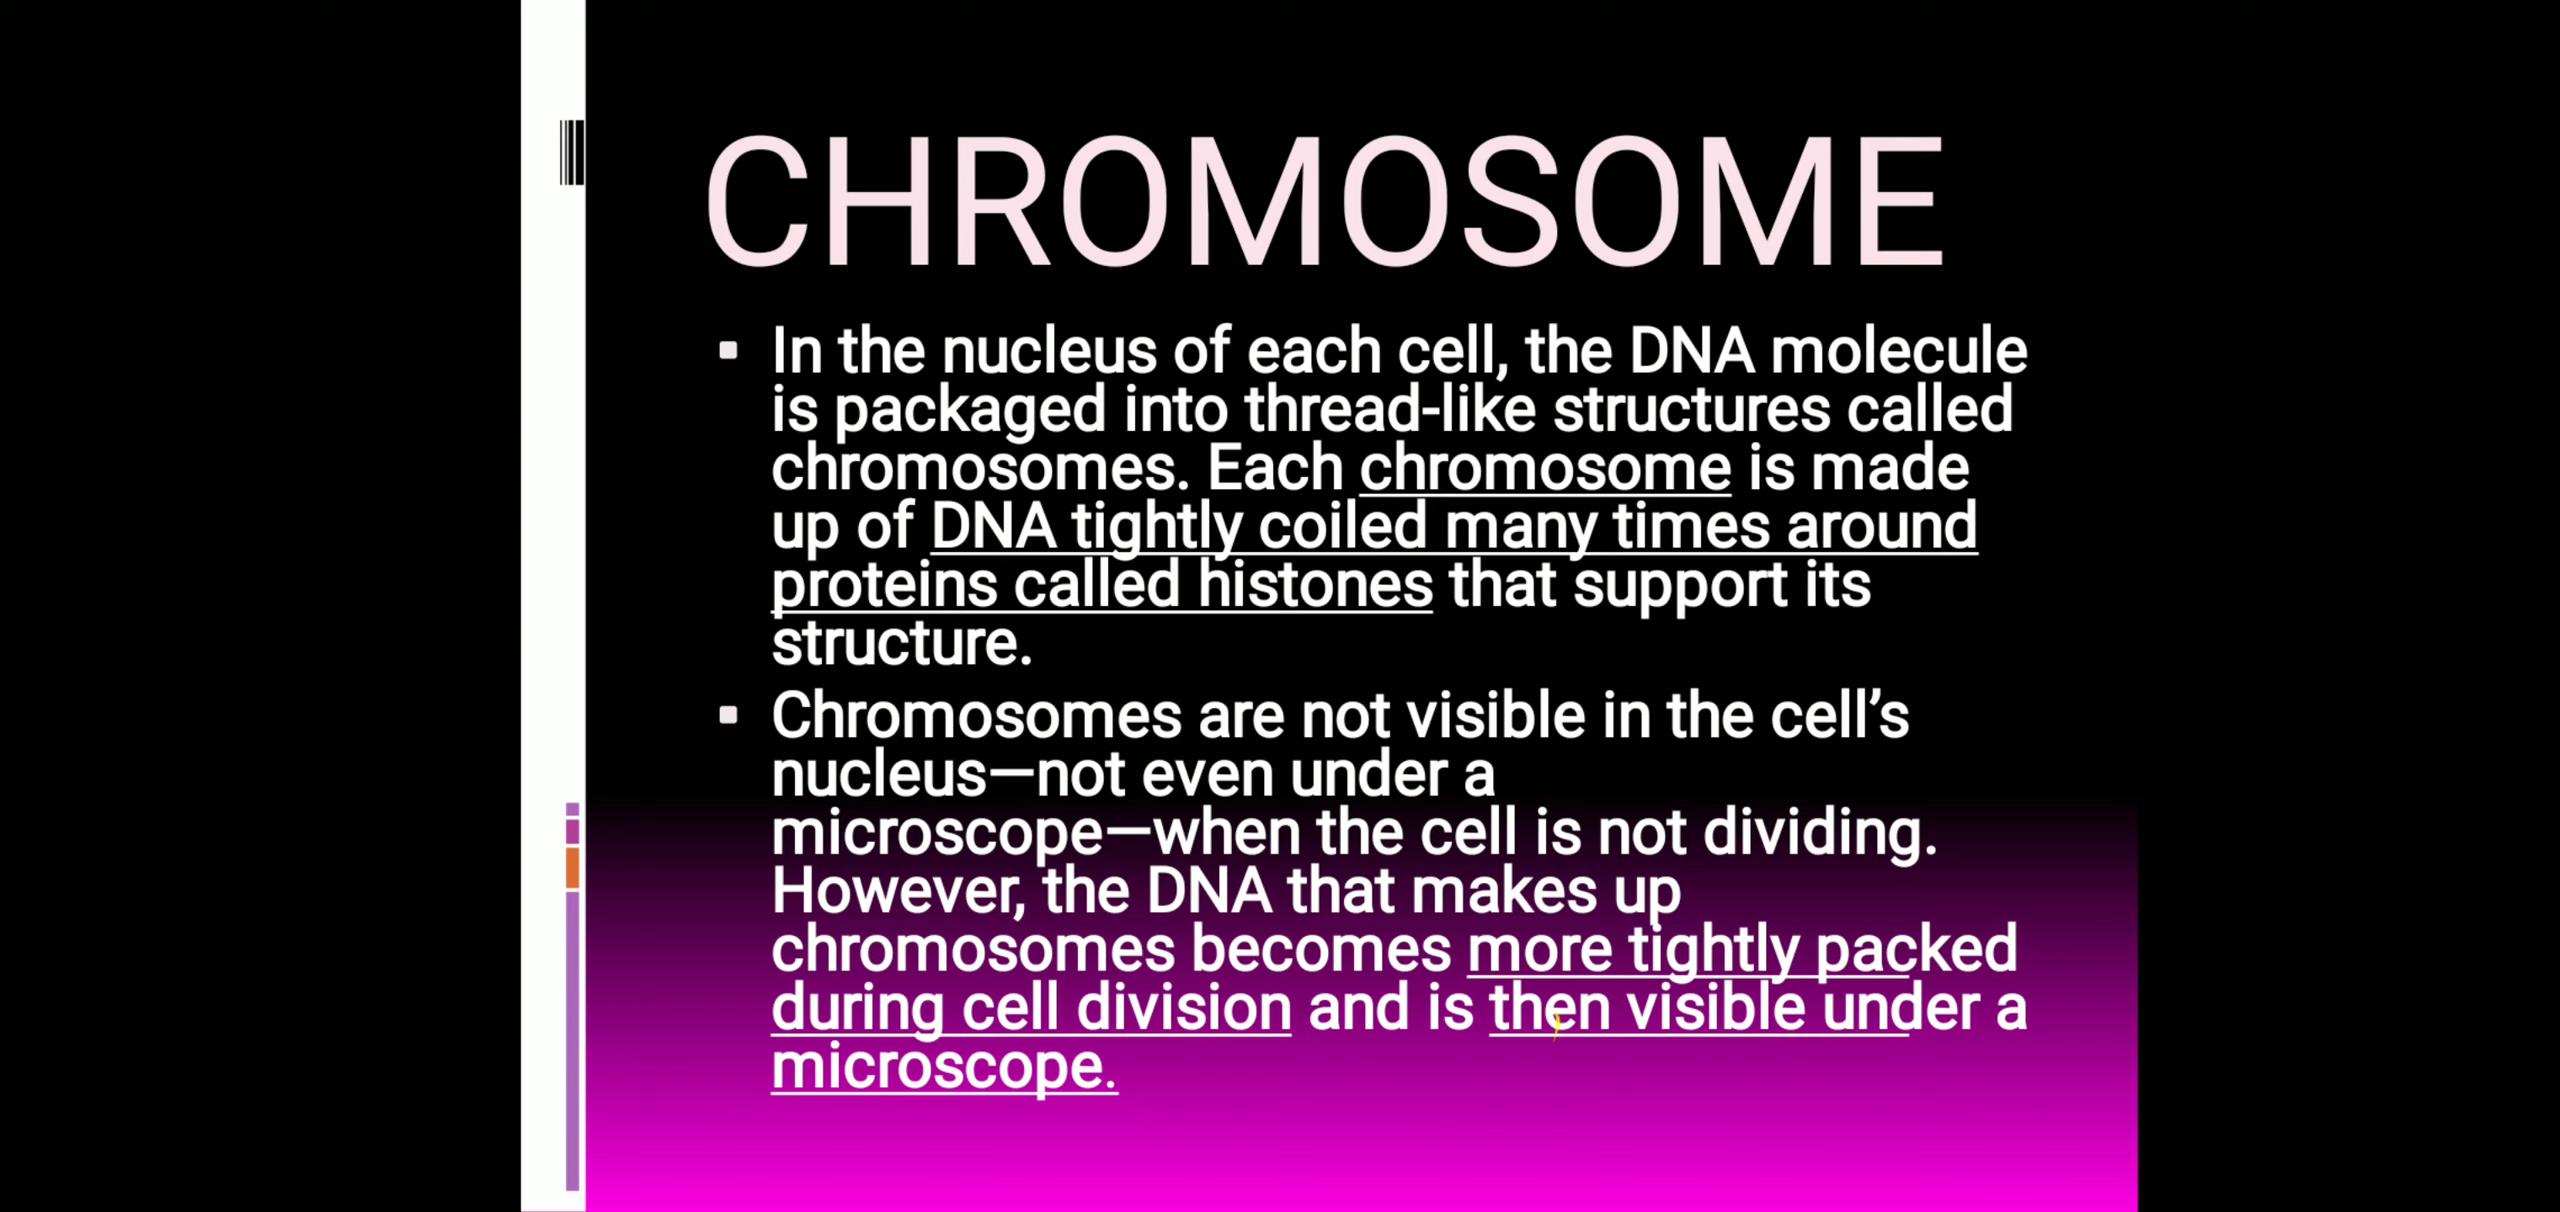 CHROMOSOME
▪ In the nucleus of each cell, the DNA molecule
is packaged into thread-like structures called
chromosomes. Each chromosome is made
up of DNA tightly coiled many times around
proteins called histones that support its
structure.
▪ Chromosomes are not visible in the cell’s
nucleus—not even under a
microscope—when the cell is not dividing.
However, the DNA that makes up
chromosomes becomes more tightly packed
during cell division and is then visible under a
microscope.